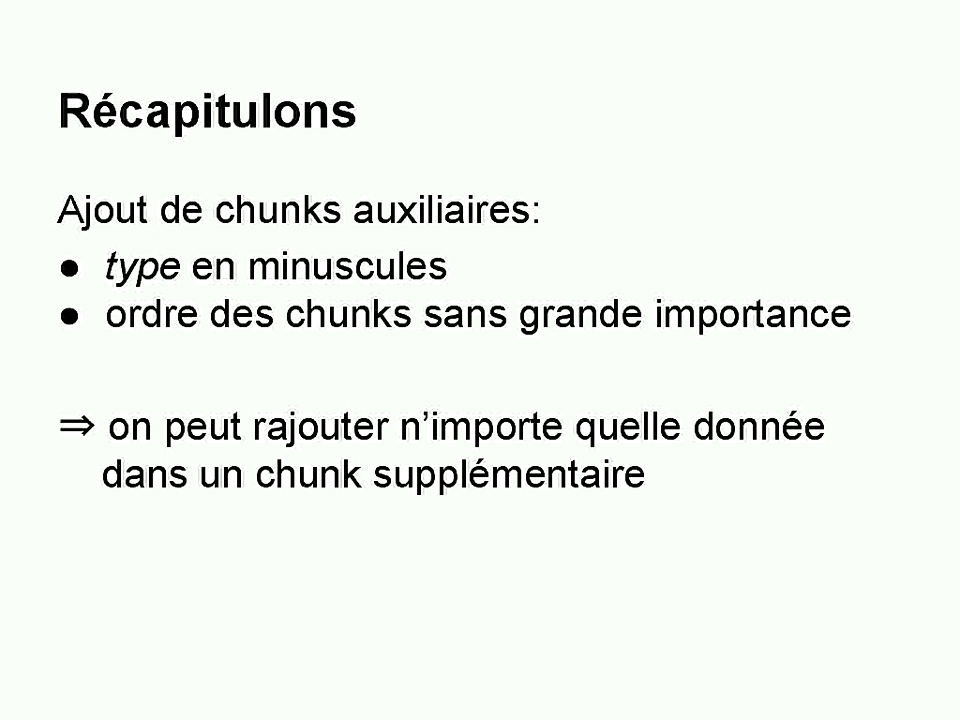 Récapitulons
Ajout de chunks auxiliaires:
● type en minuscules
● ordre des chunks sans grande importance
⇒ on peut rajouter n’importe quelle donnée
dans un chunk supplémentaire